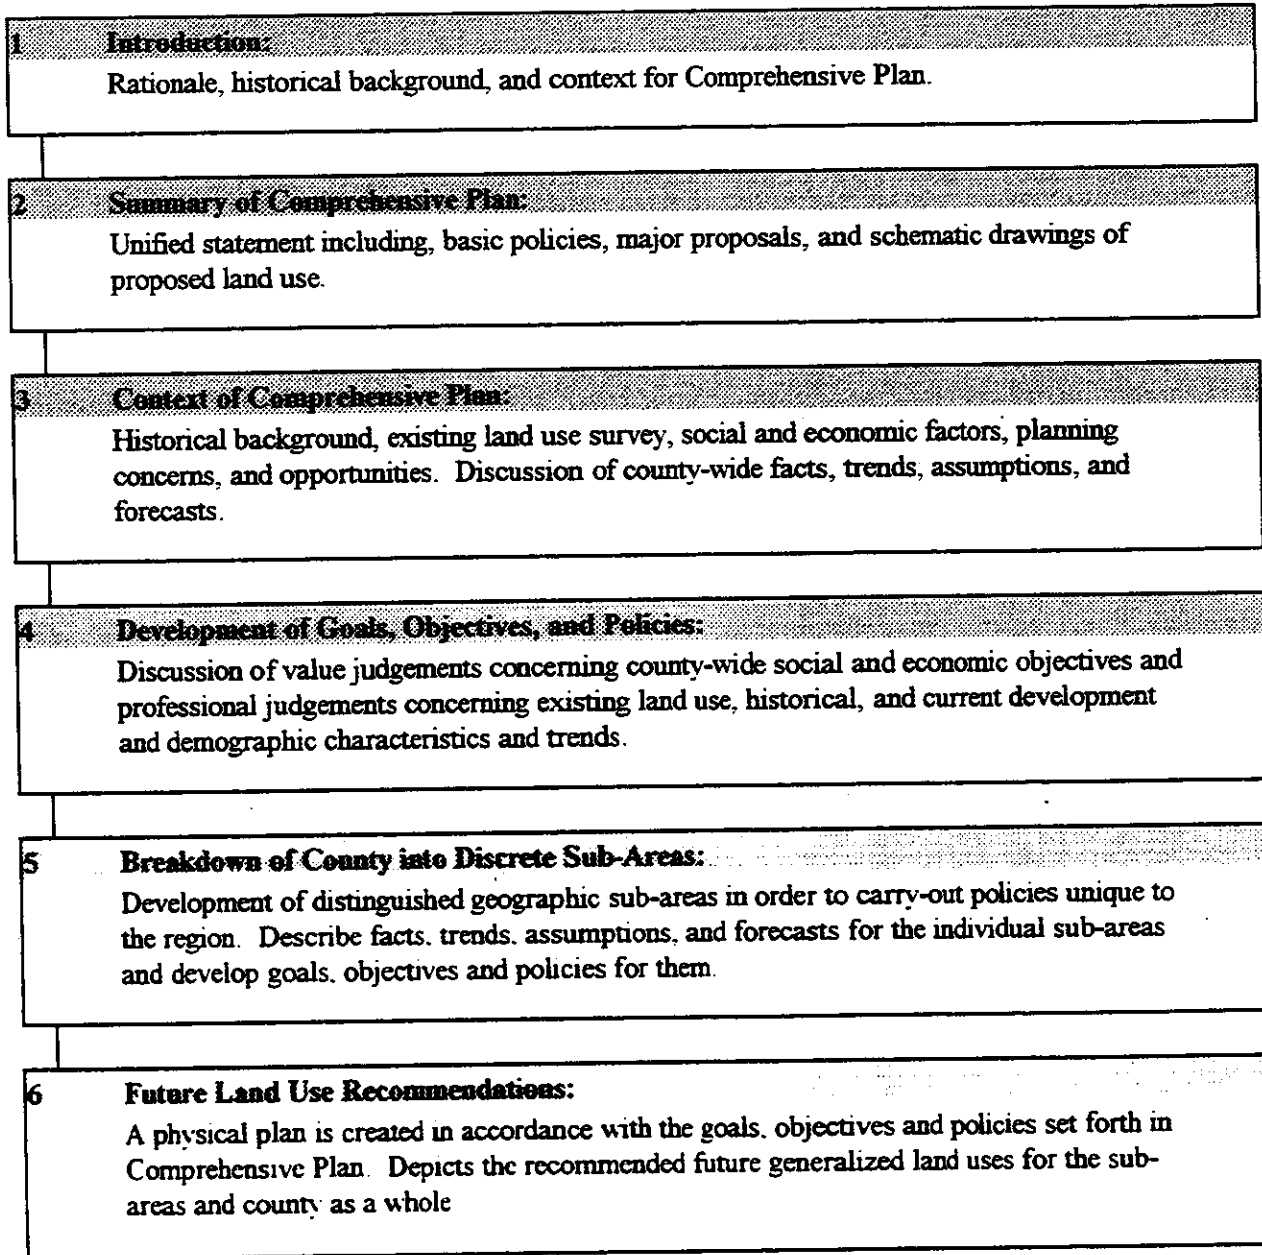 1 Introduction:
Rationale, historical background, and context for Comprehensive Plan.
2 Summary of Comprehensive Plan:
Unified statement including, basic policies, major proposals, and schematic drawings of
proposed land use.
3 Context of Comprehensive Plan:
Historical background, existing land use survey, social and economic factors, planning
concerns, and opportunities. Discussion of county-wide facts, trends, assumptions, and
forecasts.
4 Development of Goals, Objectives, and Policies:
Discussion of value judgements concerning county-wide social and economic objectives and
professional judgements concerning existing land use, historical, and current development
and demographic characteristics and trends.
5 Breakdown of County into Discrete Sub-Areas:
Development of distinguished geographic sub-areas in order to carry-out policies unique to
the region. Describe facts, trends, assumptions, and forecasts for the individual sub-areas
and develop goals, objectives and policies for them.
6 Future Land Use Recommendations:
A physical plan is created in accordance with the goals, objectives and policies set forth in
Comprehensive Plan. Depicts the recommended future generalized land uses for the sub-
areas and county as a whole